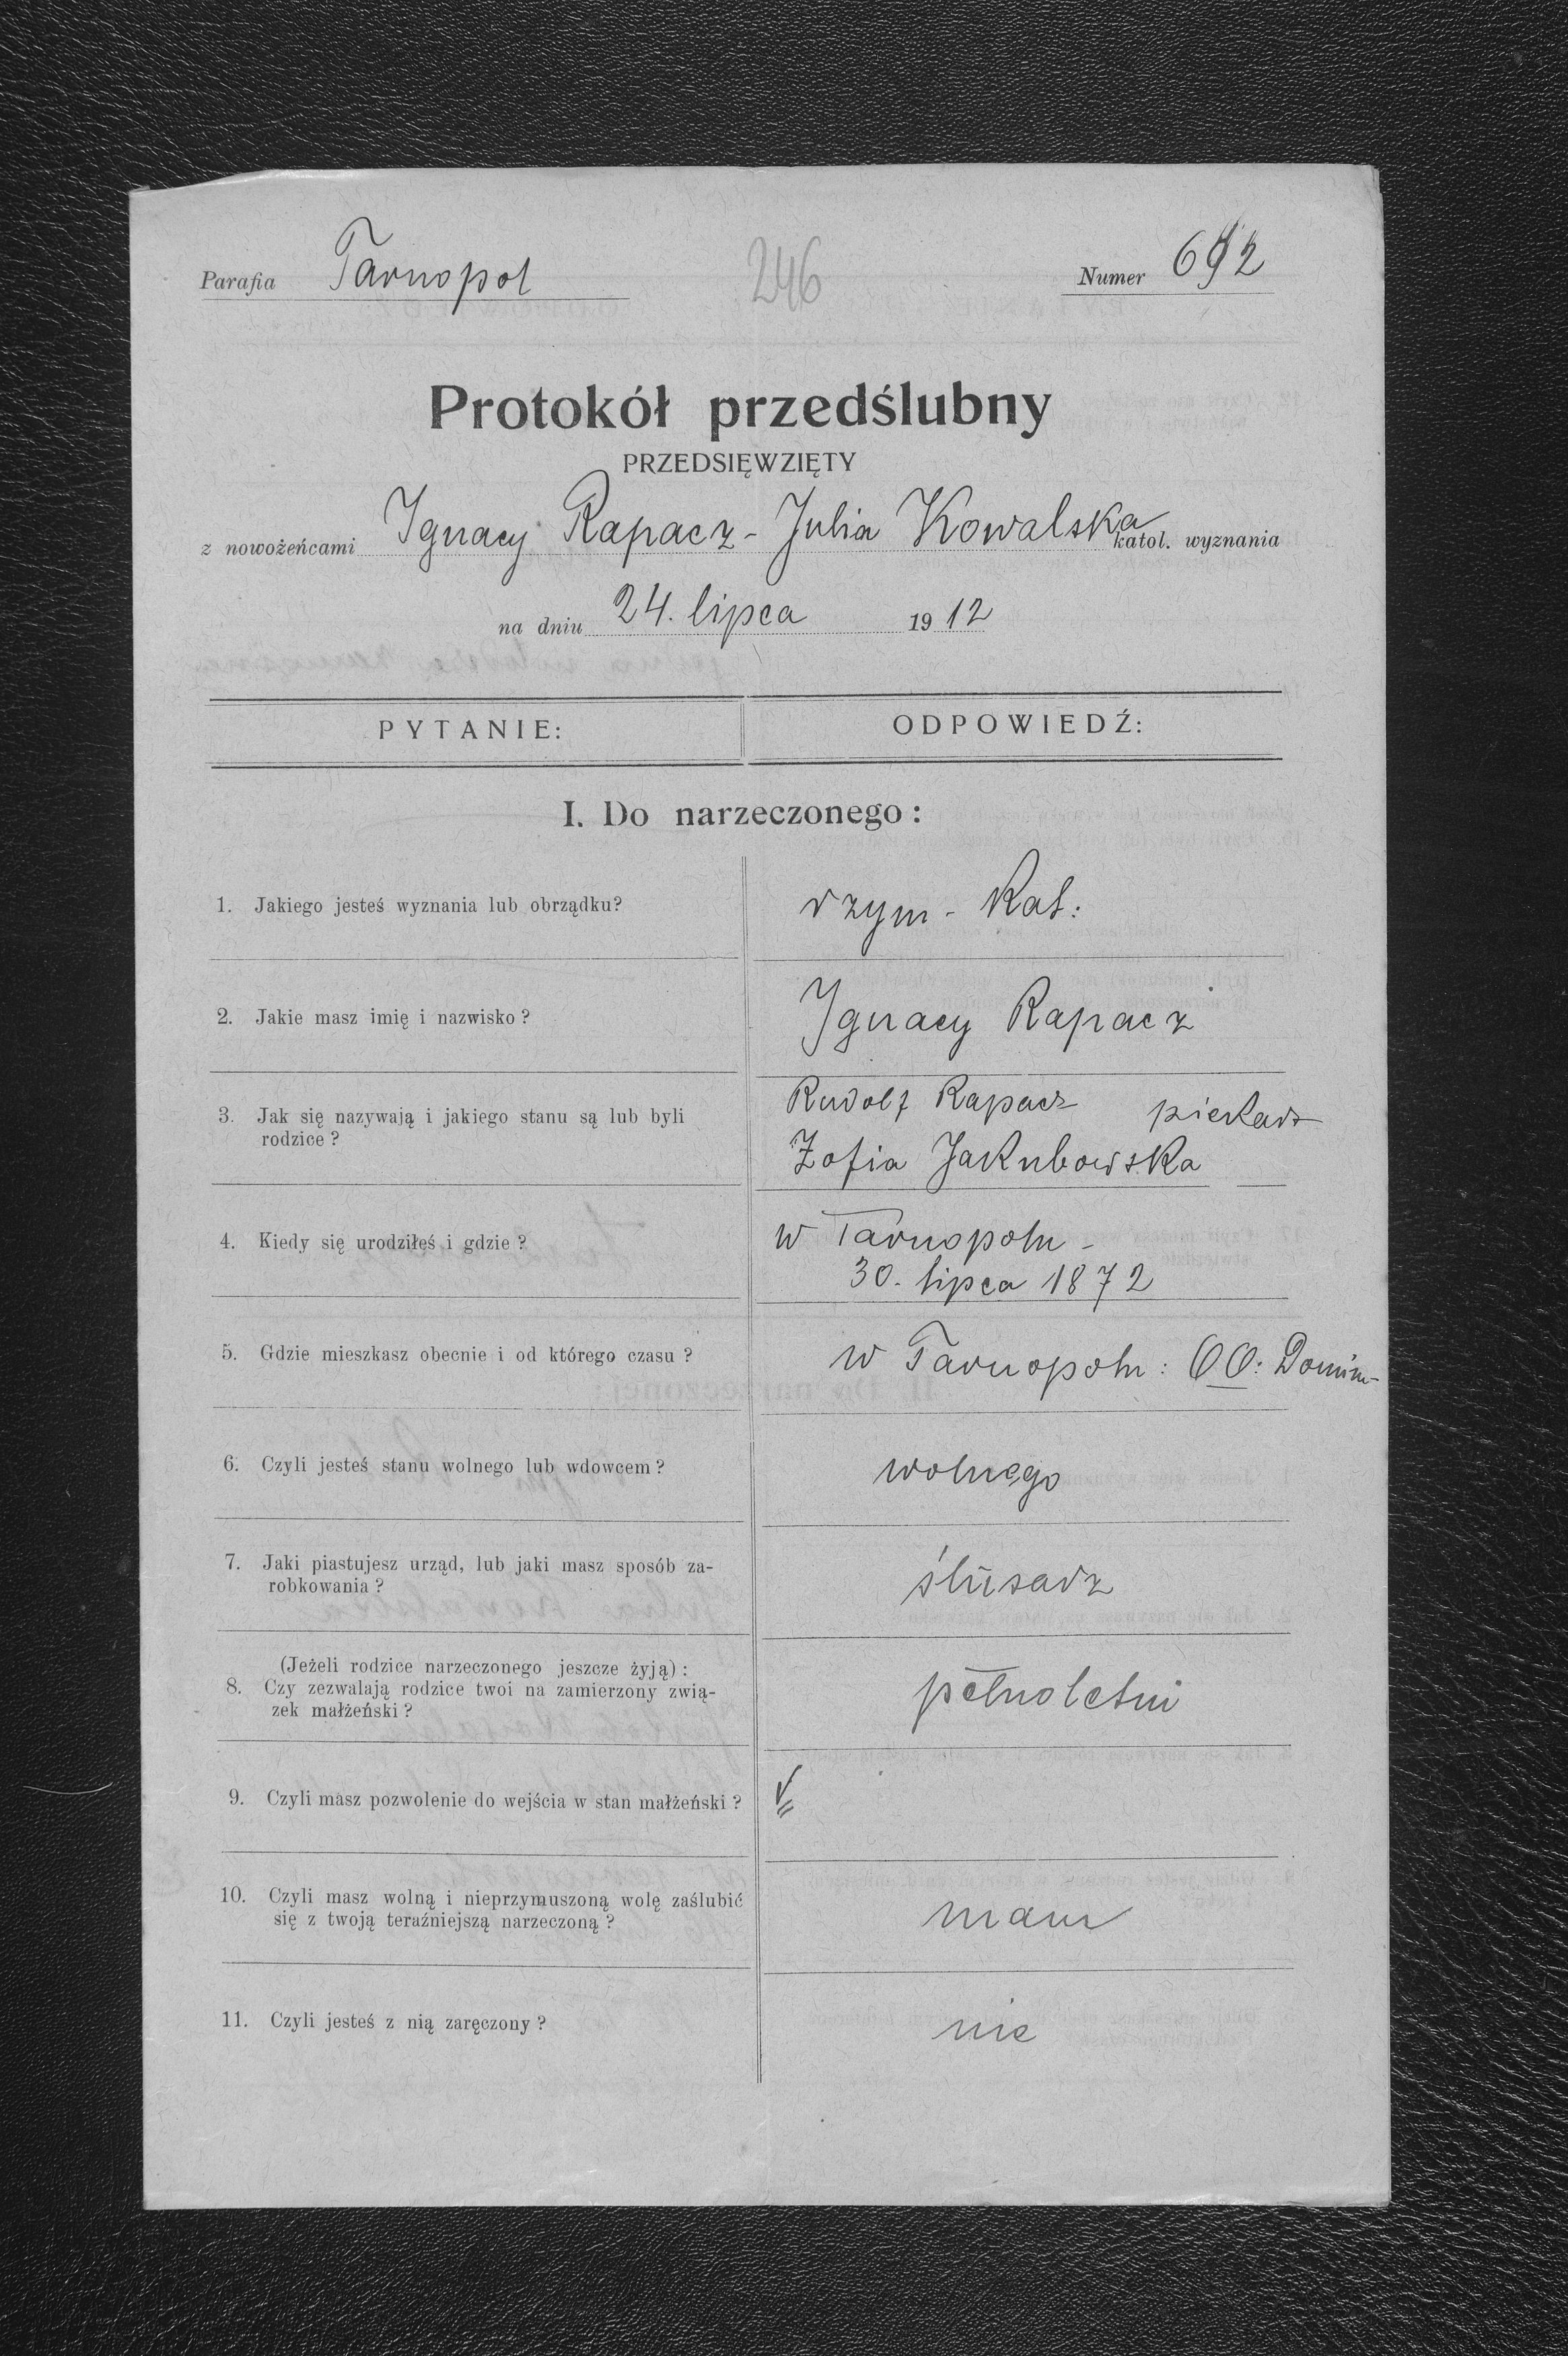 Parafia Tarnopol
246
Numer 692
Protokół przedślubny
PRZEDSIĘWZIĘTY
z nowożeńcami Ignacy Rapacz - Julia Kowalska katol. wyznania
na dniu 24. lipca 1912
PYTANIE:
ODPOWIEDŹ:
I. Do narzeczonego:
1. Jakiego jesteś wyznania lub obrządku?
rzym - Kat:
2. Jakie masz imię i nazwisko?
Ignacy Rapacz
3. Jak się nazywają i jakiego stanu są lub byli
rodzice?
Rudolf Rapacz piekarz
Zofia Jakubowska
4. Kiedy się urodziłeś i gdzie?
w Tarnopolu -
30. lipca 1872
5. Gdzie mieszkasz obecnie i od którego czasu?
w Tarnopolu: OO: Domin-
6. Czyli jesteś stanu wolnego lub wdowcem?
wolnego
7. Jaki piastujesz urząd, lub jaki masz sposób za-
robkowania?
ślusarz
(Jeżeli rodzice narzeczonego jeszcze żyją):
8. Czy zezwalają rodzice twoi na zamierzony zwią-
zek małżeński?
pełnoletni
9. Czyli masz pozwolenie do wejścia w stan małżeński?
10. Czyli masz wolną i nieprzymuszoną wolę zaślubić
się z twoją teraźniejszą narzeczoną?
mam
11. Czyli jesteś z nią zaręczony?
nie